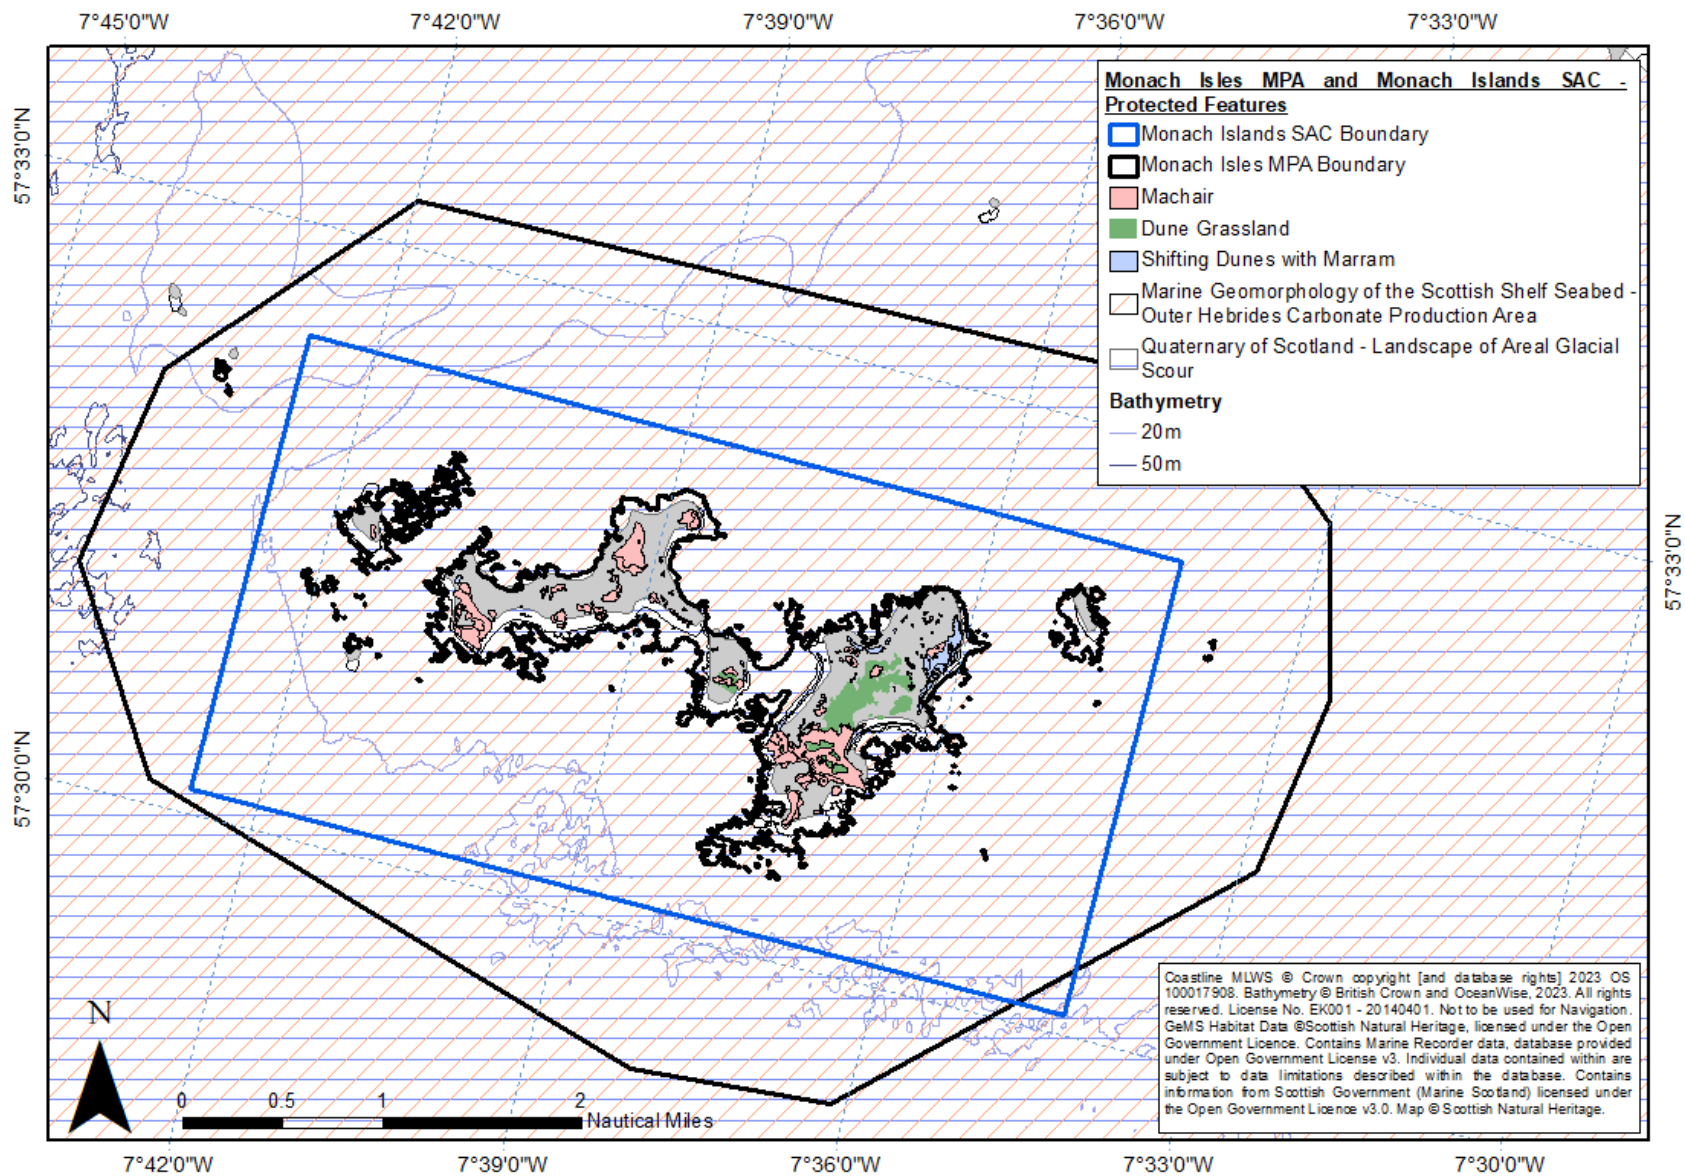 7°45'0"W 7°42'0"W 7°39'0"W 7°36'0"W 7°33'0"W
57°33'0"N
57°30'0"N
Monach Isles MPA and Monach Islands SAC -
Protected Features
Monach Islands SAC Boundary
Monach Isles MPA Boundary
Machair
Dune Grassland
Shifting Dunes with Marram
Marine Geomorphology of the Scottish Shelf Seabed -
Outer Hebrides Carbonate Production Area
Quaternary of Scotland - Landscape of Areal Glacial
Scour
Bathymetry
20m
50m
57°33'0"N
N
0 0.5 1 2
Nautical Miles
Coastline MLWS © Crown copyright [and database rights] 2023 OS
100017908. Bathymetry © British Crown and OceanWise, 2023. All rights
reserved. License No. EK001 - 20140401. Not to be used for Navigation.
GeMS Habitat Data ©Scottish Natural Heritage, licensed under the Open
Government Licence. Contains Marine Recorder data, database provided
under Open Government License v3. Individual data contained within are
subject to data limitations described within the database. Contains
information from Scottish Government (Marine Scotland) licensed under
the Open Government Licence v3.0. Map © Scottish Natural Heritage.
7°42'0"W 7°39'0"W 7°36'0"W 7°33'0"W 7°30'0"W